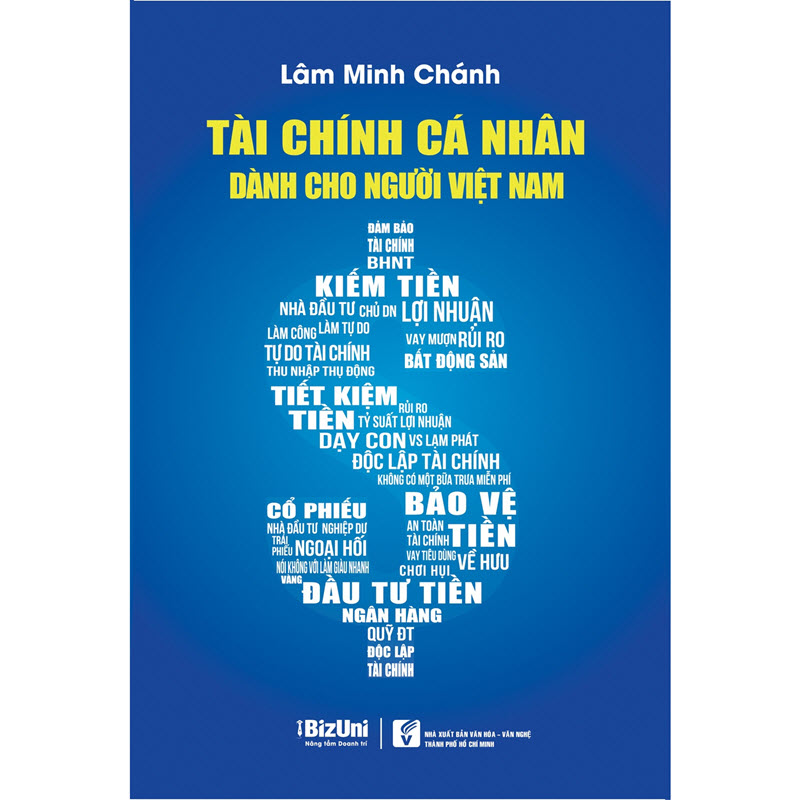 Lâm Minh Chánh
TÀI CHÍNH CÁ NHÂN
DÀNH CHO NGƯỜI VIỆT NAM
ĐẢM BẢO
TÀI CHÍNH
BHNT
KIẾM TIỀN
NHÀ ĐẦU TƯ CHỦ DN LỢI NHUẬN
LÀM CÔNG LÀM TỰ DO
VAY MƯỢN RỦI RO
TỰ DO TÀI CHÍNH
BẤT ĐỘNG SẢN
THU NHẬP THỤ ĐỘNG
TIẾT KIỆM
RỦI RO
TIỀN TỶ SUẤT LỢI NHUẬN
DẠY CON VS LẠM PHÁT
ĐỘC LẬP TÀI CHÍNH
KHÔNG CÓ MỘT BỮA TRƯA MIỄN PHÍ
BẢO VỆ
CỔ PHIẾU
NHÀ ĐẦU TƯ NGHIỆP DƯ
AN TOÀN
TÀI CHÍNH TIỀN
TRÁI
PHIẾU NGOẠI HỐI
VAY TIÊU DÙNG VỀ HƯU
NÓI KHÔNG VỚI LÀM GIÀU NHANH
CHƠI HỤI
VÀNG
ĐẦU TƯ TIỀN
NGÂN HÀNG
QUỸ ĐT
ĐỘC LẬP
TÀI CHÍNH
BizUni
Nâng tầm Doanh trí
NHÀ XUẤT BẢN VĂN HÓA - VĂN NGHỆ
THÀNH PHỐ HỒ CHÍ MINH